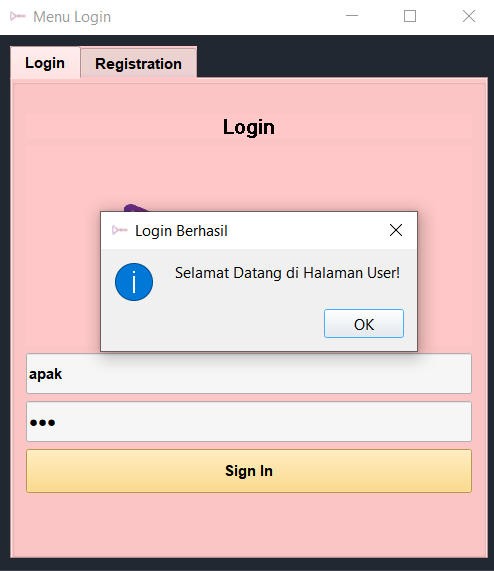 Menu Login
Login
Registration
Login
Login Berhasil
Selamat Datang di Halaman User!
OK
apak
●●●
Sign In